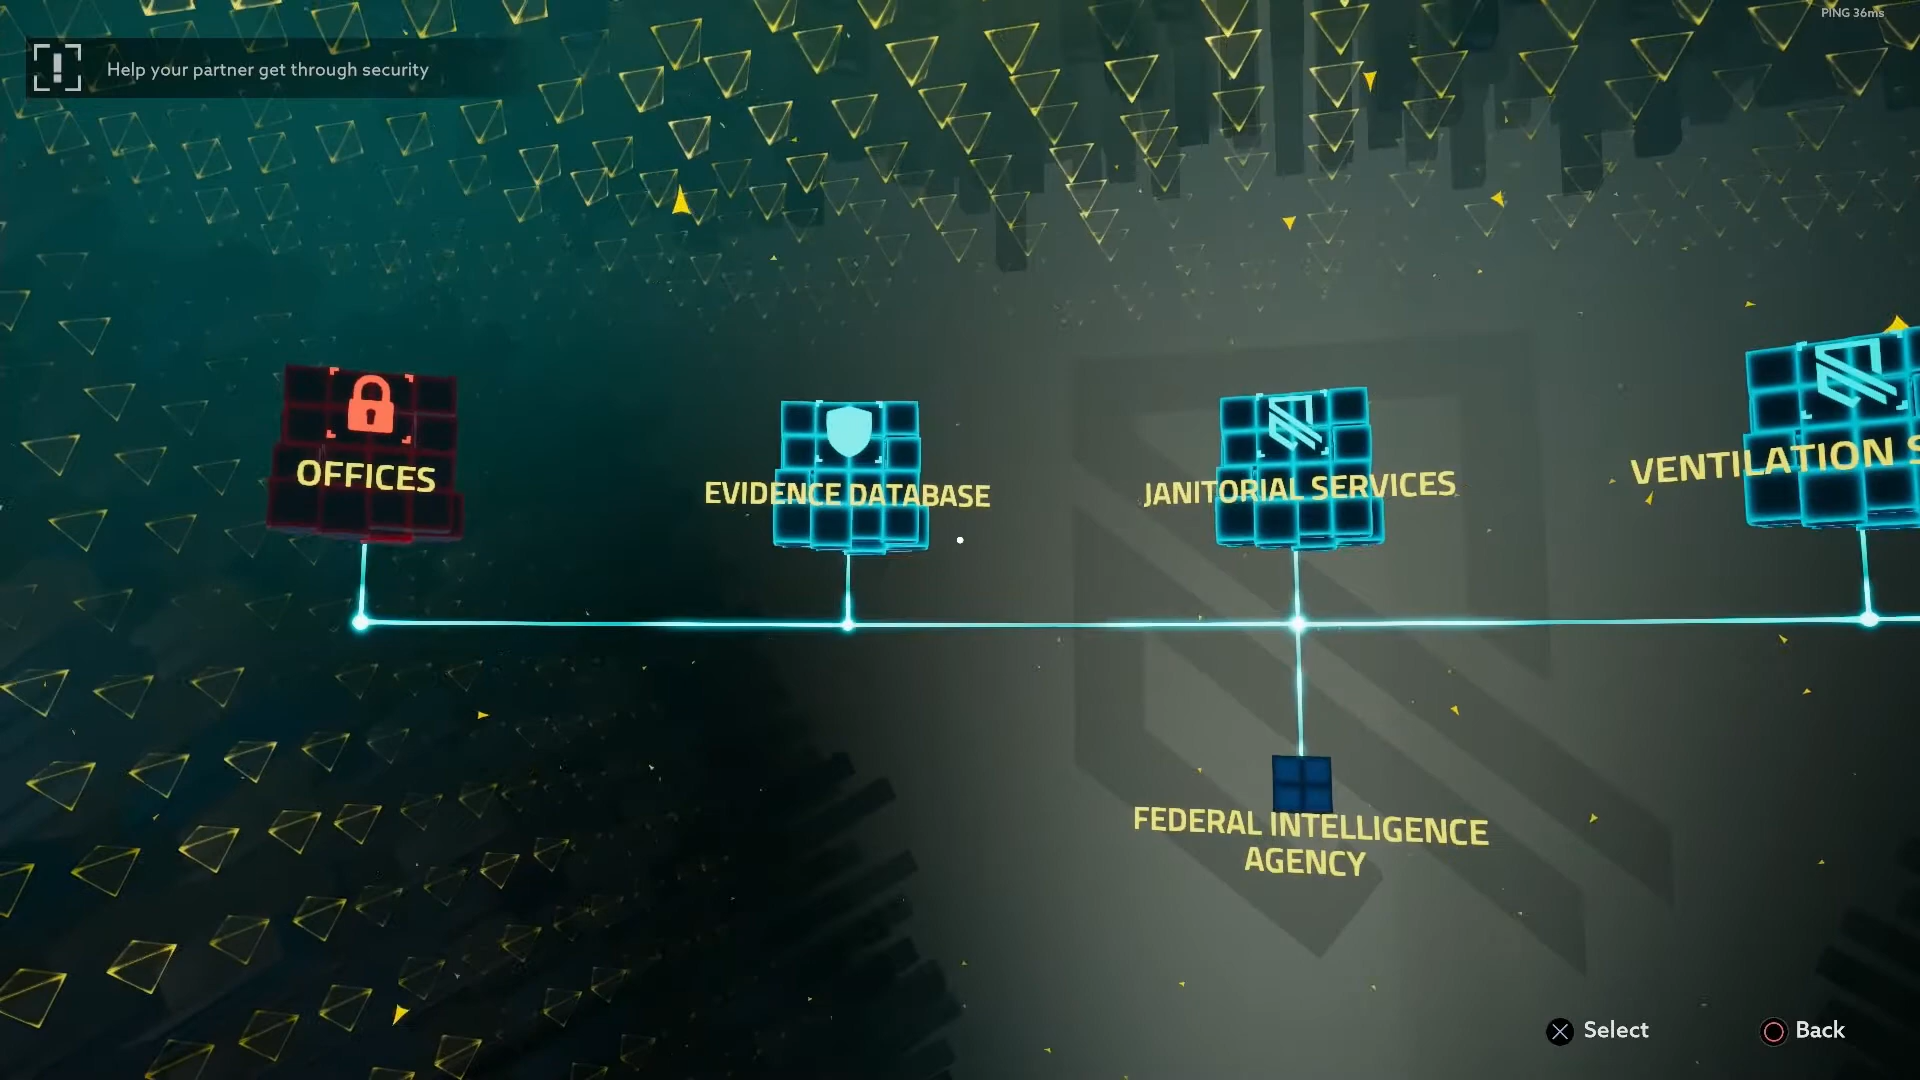 PING 36ms
Help your partner get through security
OFFICES
EVIDENCE DATABASE
JANITORIAL SERVICES
VENTILATION S
FEDERAL INTELLIGENCE
AGENCY
Select
Back